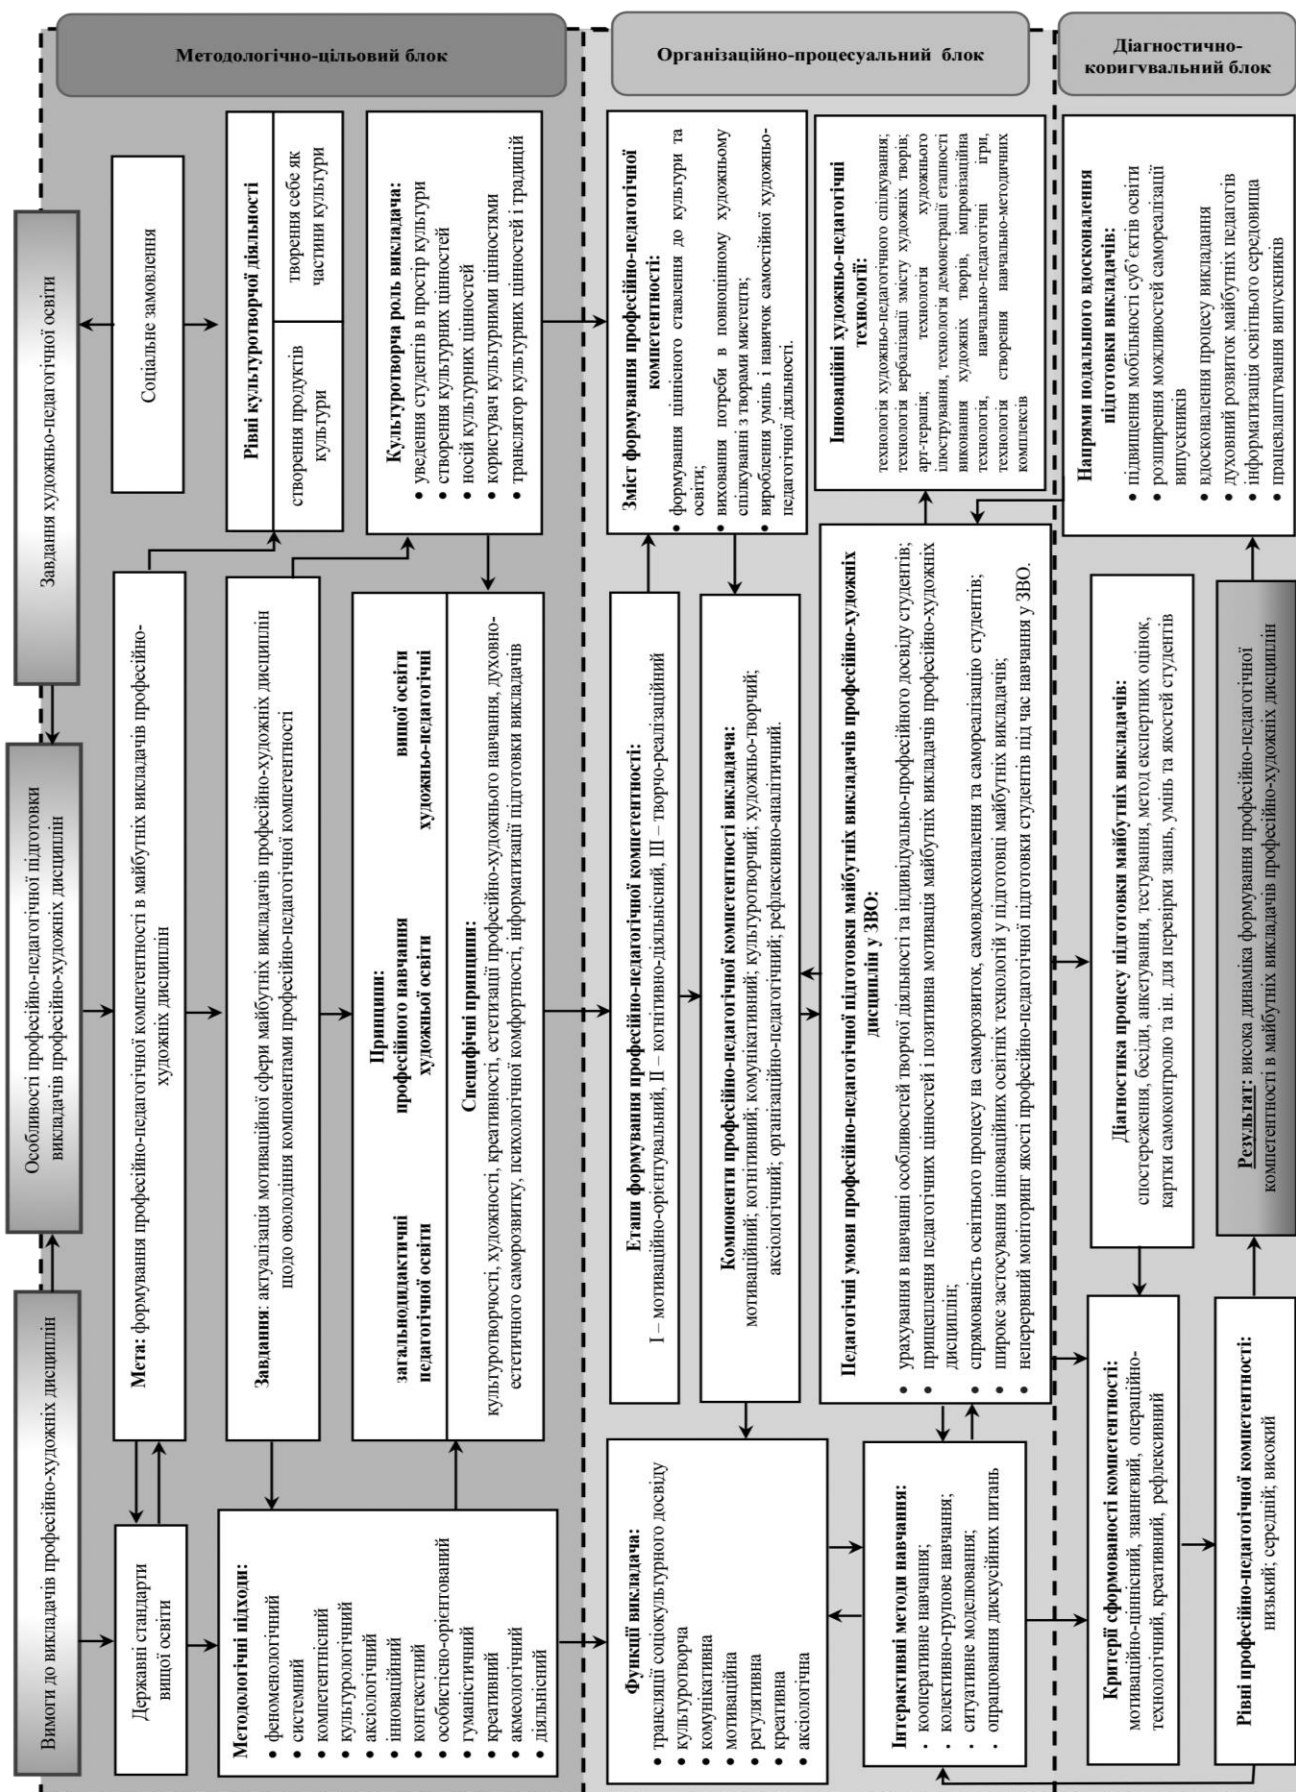 Вимоги до викладачів професійно-художніх дисциплін
Особливості професійно-педагогічної підготовки
викладачів професійно-художніх дисциплін
Завдання художньо-педагогічної освіти
Методологічно-цільовий блок
Державні стандарти
вищої освіти
Мета: формування професійно-педагогічної компетентності в майбутніх викладачів професійно-
художніх дисциплін
Соціальне замовлення
Методологічні підходи:
• феноменологічний
• системний
• компетентнісний
• культурологічний
• аксіологічний
• інноваційний
• контекстний
• особистісно-орієнтований
• гуманістичний
• креативний
• акмеологічний
• діяльнісний
Завдання: актуалізація мотиваційної сфери майбутніх викладачів професійно-художніх дисциплін
щодо оволодіння компонентами професійно-педагогічної компетентності
Рівні культуротворчої діяльності
створення продуктів
культури
творення себе як
частини культури
Принципи:
загальнодидактичні
педагогічної освіти
професійного навчання
художньої освіти
вищої освіти
художньо-педагогічні
Специфічні принципи:
культуротворчості, художності, креативності, естетизації професійно-художнього навчання, духовно-
естетичного саморозвитку, психологічної комфортності, інформатизації підготовки викладачів
Культуротворча роль викладача:
• уведення студентів в простір культури
• створення культурних цінностей
• носій культурних цінностей
• користувач культурними цінностями
• транслятор культурних цінностей і традицій
Організаційно-процесуальний блок
Функції викладача:
• трансляції соціокультурного досвіду
• культуротворча
• комунікативна
• мотиваційна
• регулятивна
• креативна
• аксіологічна
Етапи формування професійно-педагогічної компетентності:
І – мотиваційно-орієнтувальний, ІІ – когнітивно-діяльнісний, ІІІ – творчо-реалізаційний
Зміст формування професійно-педагогічної
компетентності:
• формування ціннісного ставлення до культури та
освіти;
• виховання потреби в повноцінному художньому
спілкуванні з творами мистецтв;
• вироблення умінь і навичок самостійної художньо-
педагогічної діяльності.
Компоненти професійно-педагогічної компетентності викладача:
мотиваційний; когнітивний; комунікативний; культуротворчий; художньо-творчий;
аксіологічний; організаційно-педагогічний; рефлексивно-аналітичний.
Інтерактивні методи навчання:
· кооперативне навчання;
· колективно-групове навчання;
· ситуативне моделювання;
· опрацювання дискусійних питань
Педагогічні умови професійно-педагогічної підготовки майбутніх викладачів професійно-художніх
дисциплін у ЗВО:
• урахування в навчанні особливостей творчої діяльності та індивідуально-професійного досвіду студентів;
• прищеплення педагогічних цінностей і позитивна мотивація майбутніх викладачів професійно-художніх
дисциплін;
• спрямованість освітнього процесу на саморозвиток, самовдосконалення та самореалізацію студентів;
• широке застосування інноваційних освітніх технологій у підготовці майбутніх викладачів;
• неперервний моніторинг якості професійно-педагогічної підготовки студентів під час навчання у ЗВО.
Інноваційні художньо-педагогічні
технології:
технологія художньо-педагогічного спілкування;
технологія вербалізації змісту художніх творів;
арт-терапія; технологія художнього
ілюстрування, технологія демонстрації етапності
виконання художніх творів, імпровізаційна
технологія, навчально-педагогічні ігри,
технологія створення навчально-методичних
комплексів
Діагностично-
коригувальний блок
Критерії сформованості компетентності:
мотиваційно-ціннісний, знаннєвий, операційно-
технологічний, креативний, рефлексивний
Діагностика процесу підготовки майбутніх викладачів:
спостереження, бесіди, анкетування, тестування, метод експертних оцінок,
картки самоконтролю та ін. для перевірки знань, умінь та якостей студентів
Напрями подальшого вдосконалення
підготовки викладачів:
• підвищення мобільності суб’єктів освіти
• розширення можливостей самореалізації
випускників
• вдосконалення процесу викладання
• духовний розвиток майбутніх педагогів
• інформатизація освітнього середовища
• працевлаштування випускників
Рівні професійно-педагогічної компетентності:
низький; середній; високий
Результат: висока динаміка формування професійно-педагогічної
компетентності в майбутніх викладачів професійно-художніх дисциплін